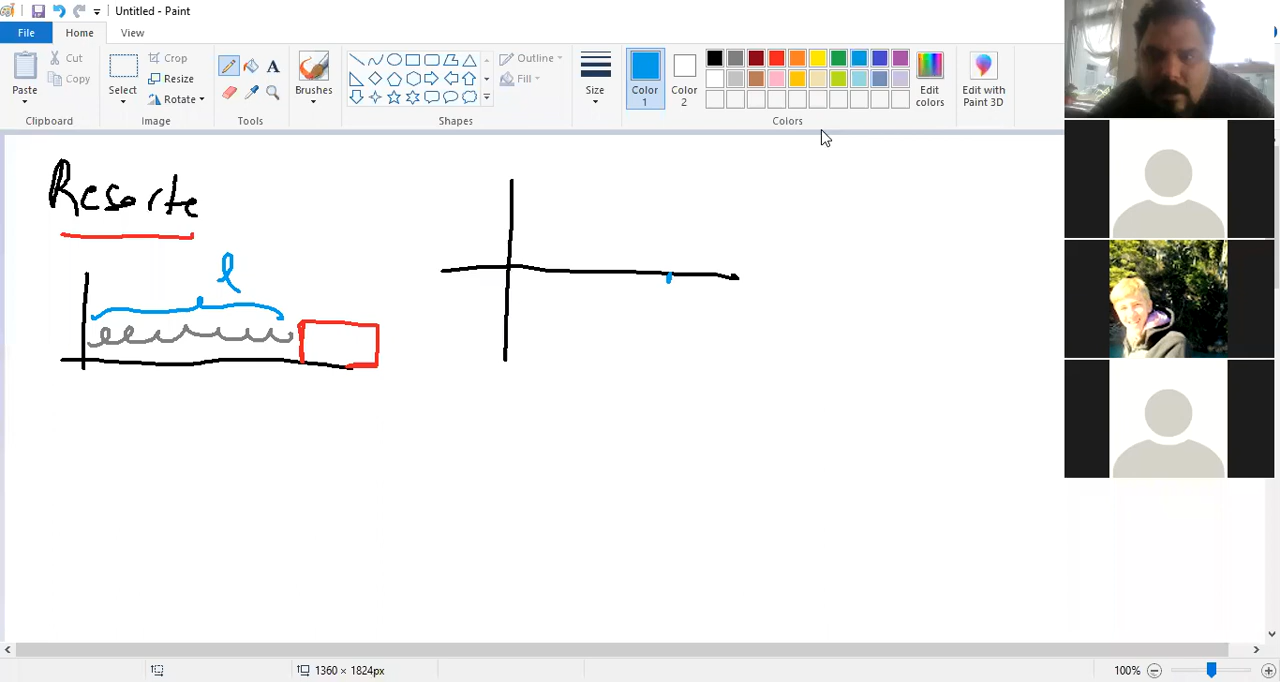 Untitled - Paint
File
Home
View
Paste
Cut
Copy
Clipboard
Select
Crop
Resize
Rotate
Image
Tools
Brushes
Shapes
Outline
Fill
Size
Color 1
Color 2
Edit colors
Edit with Paint 3D
Colors
Resorte
l
1360 × 1824px
100%